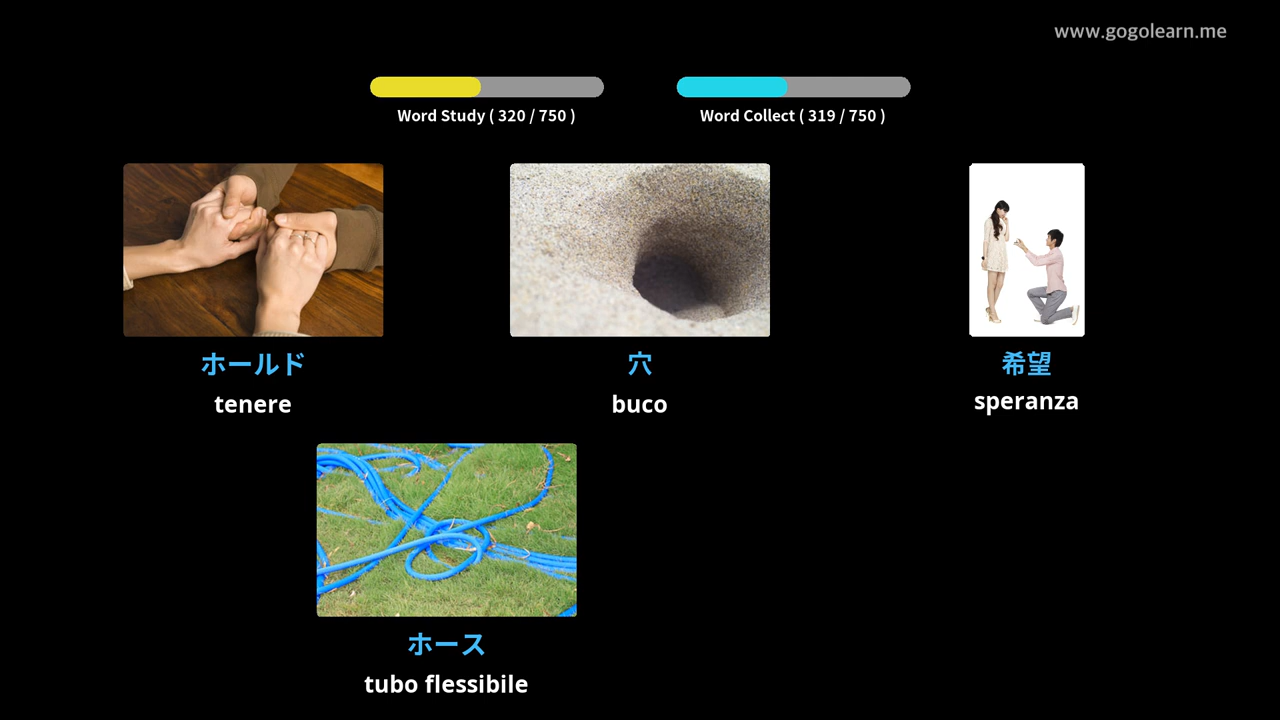 www.gogolearn.me
Word Study ( 320 / 750 )
Word Collect ( 319 / 750 )
ホールド
tenere
穴
buco
希望
speranza
ホース
tubo flessibile